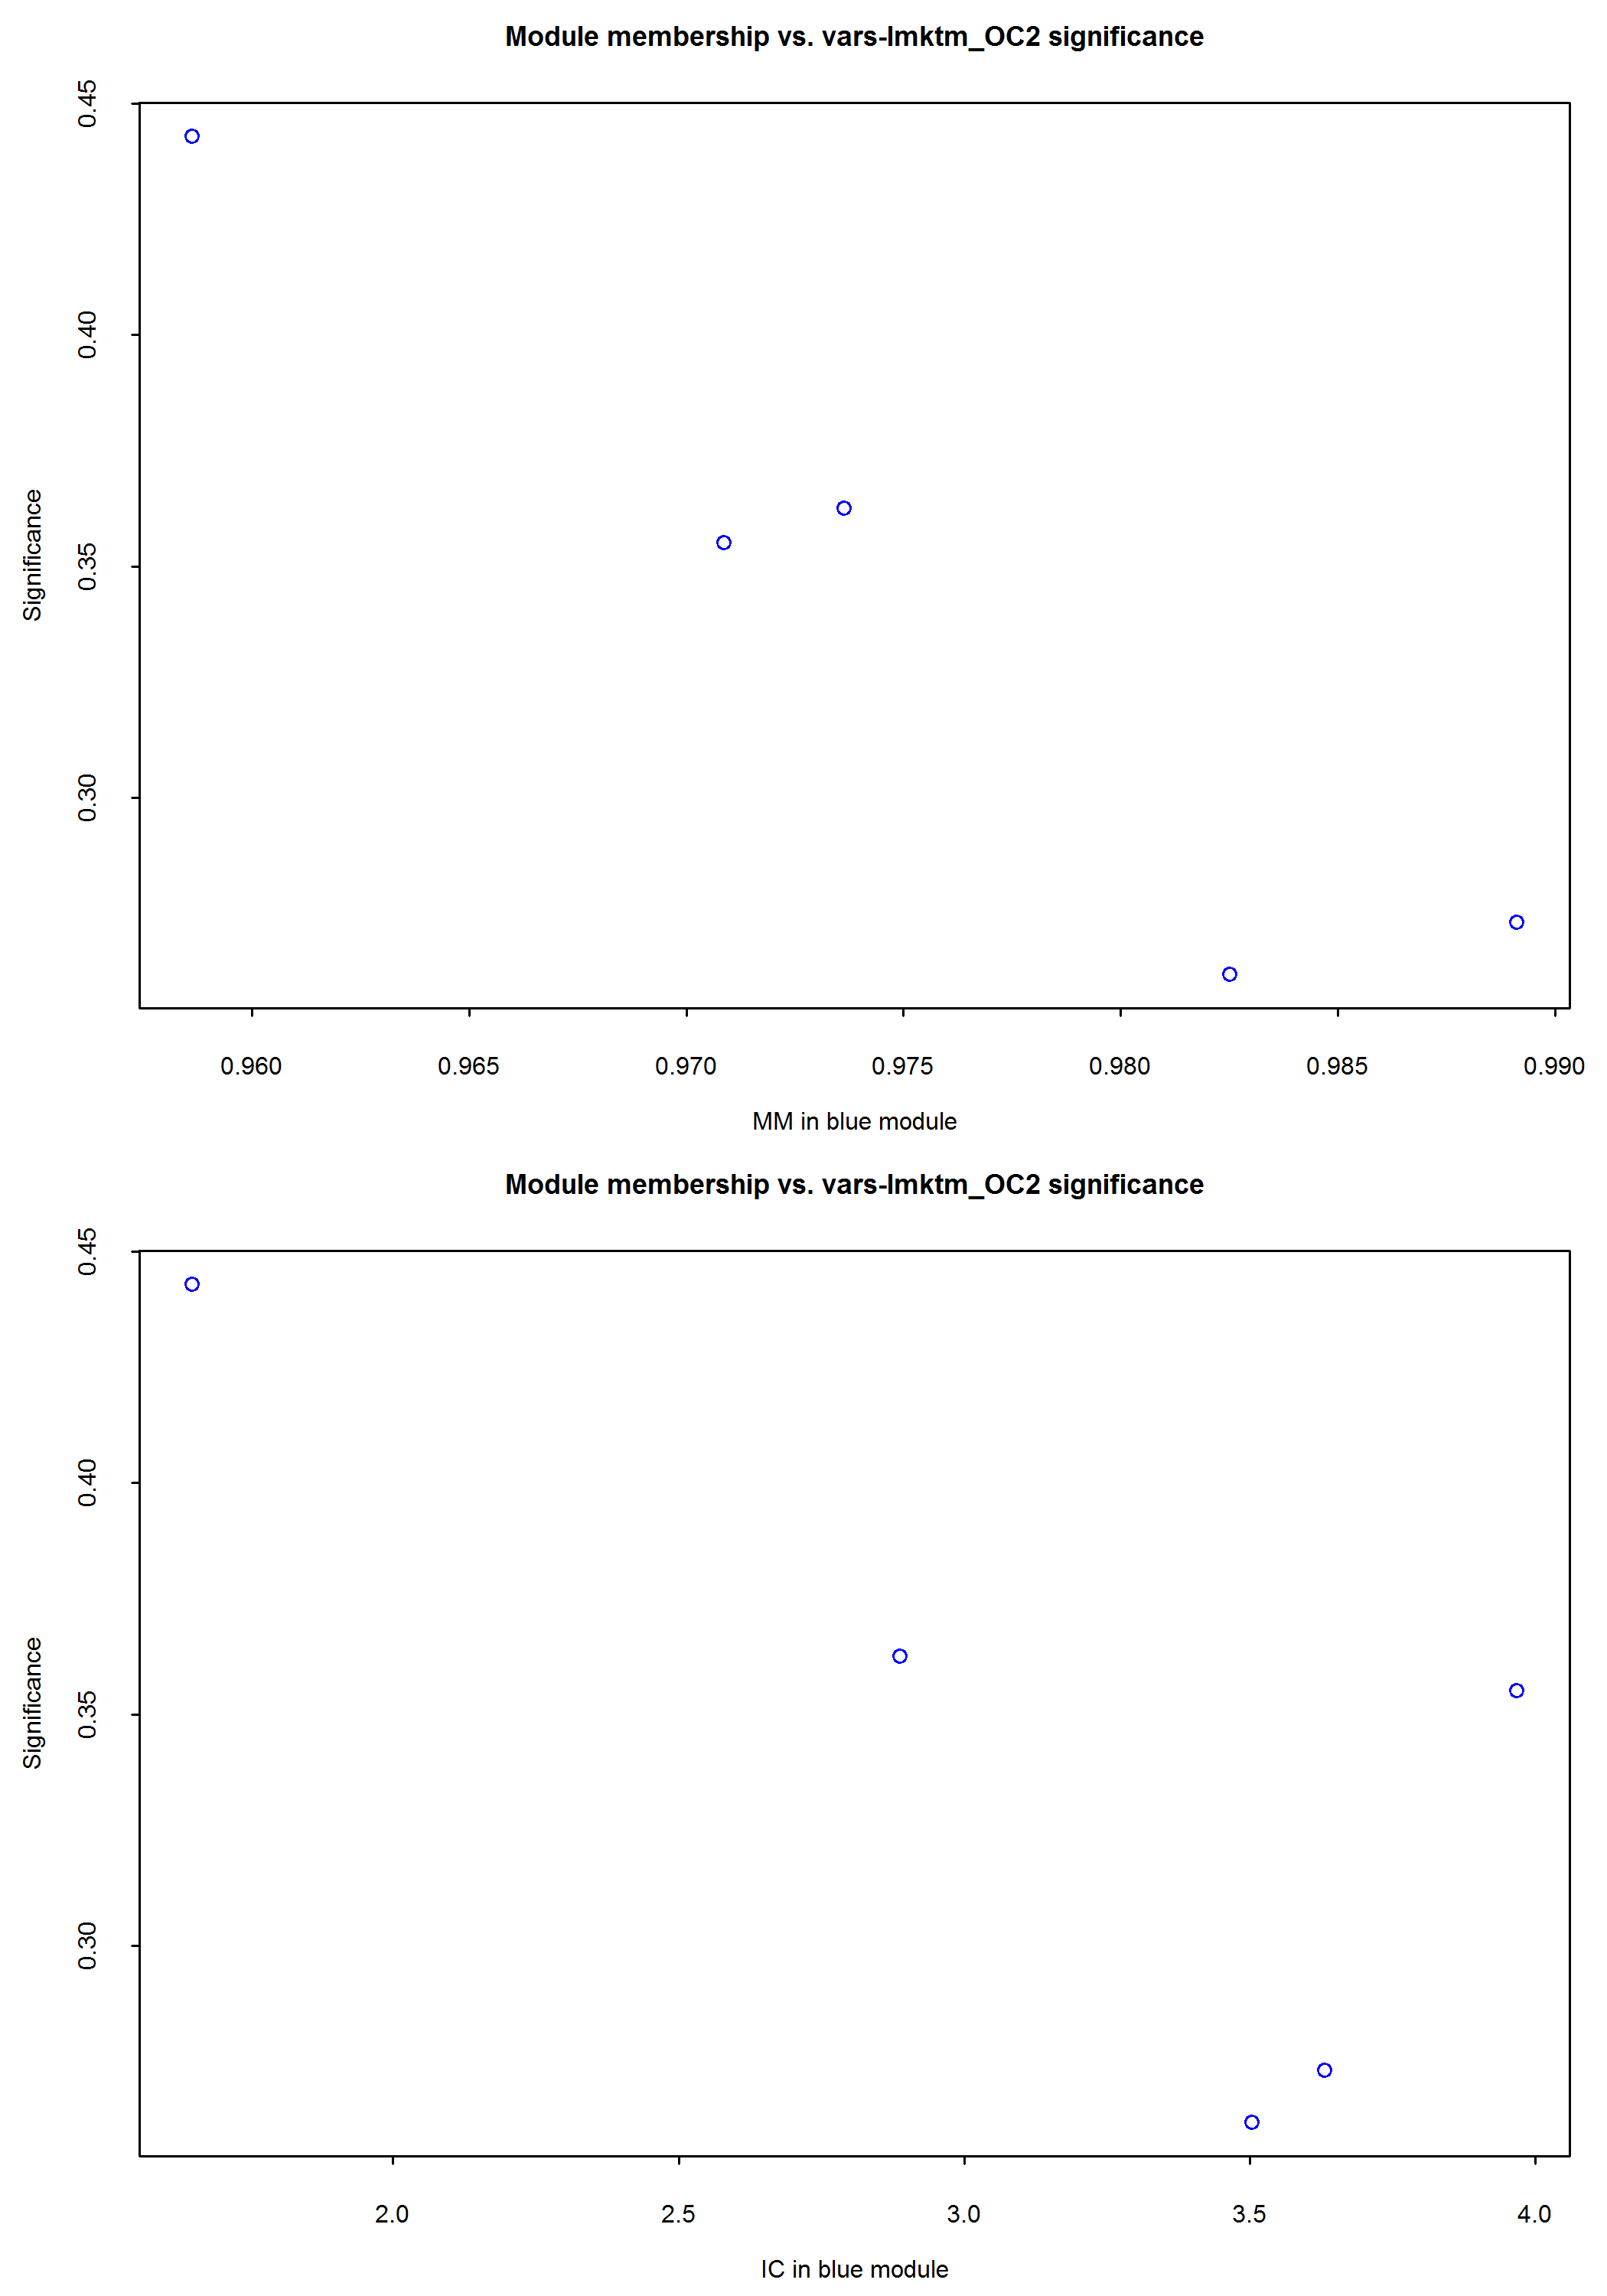 Module membership vs. vars-lmktm_OC2 significance
0.45
0.40
0.35
0.30
Significance
0.960 0.965 0.970 0.975 0.980 0.985 0.990
MM in blue module
Module membership vs. vars-lmktm_OC2 significance
0.45
0.40
0.35
0.30
Significance
2.0 2.5 3.0 3.5 4.0
IC in blue module